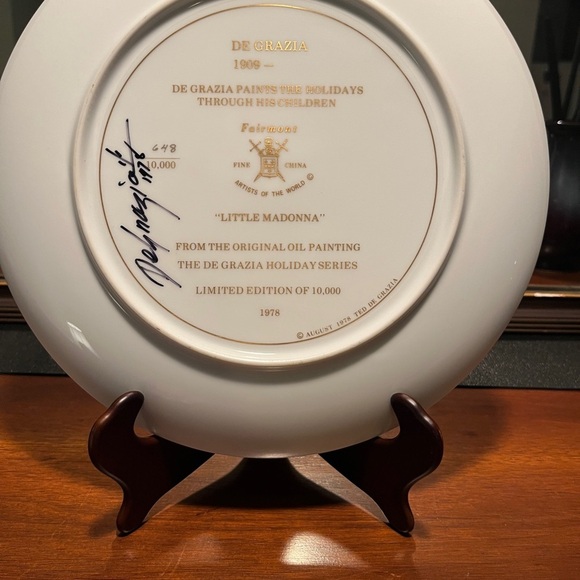 DE GRAZIA
1909 —
DE GRAZIA PAINTS THE HOLIDAYS
THROUGH HIS CHILDREN
Fairmont
FINE CHINA
ARTISTS OF THE WORLD ©
648
10,000
DeGrazia 1978
"LITTLE MADONNA"
FROM THE ORIGINAL OIL PAINTING
THE DE GRAZIA HOLIDAY SERIES
LIMITED EDITION OF 10,000
1978
© AUGUST 1978 TED DE GRAZIA